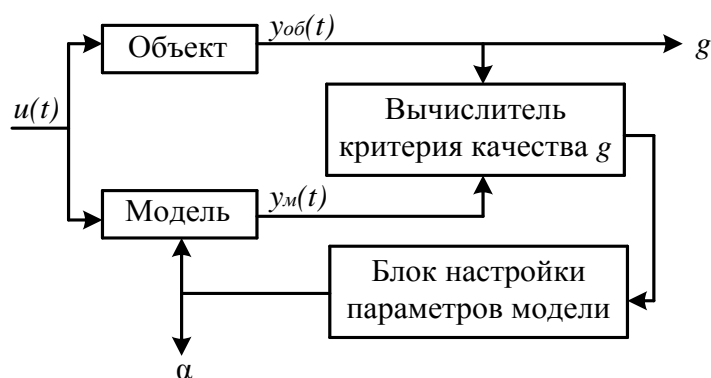 yоб(t)
Объект
g
u(t)
Вычислитель
критерия качества g
yм(t)
Модель
Блок настройки
параметров модели
α